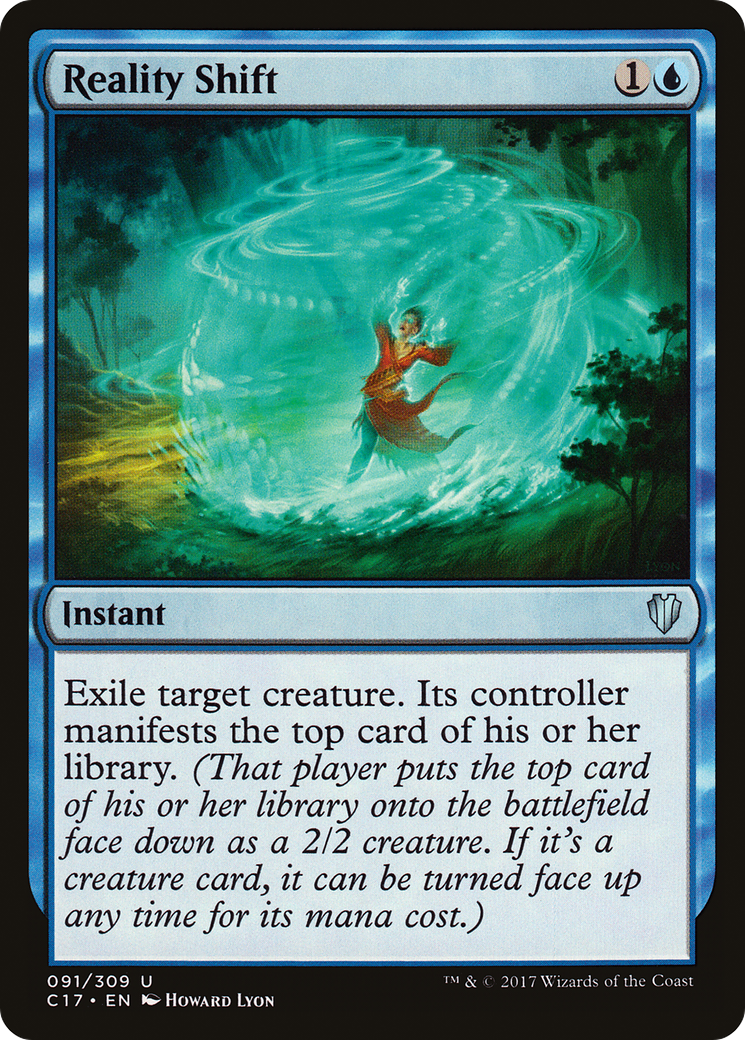 Reality Shift 1
LYON
Instant
Exile target creature. Its controller
manifests the top card of his or her
library. (That player puts the top card
of his or her library onto the battlefield
face down as a 2/2 creature. If it's a
creature card, it can be turned face up
any time for its mana cost.)
091/309 U ™ & © 2017 Wizards of the Coast
C17 • EN Howard Lyon